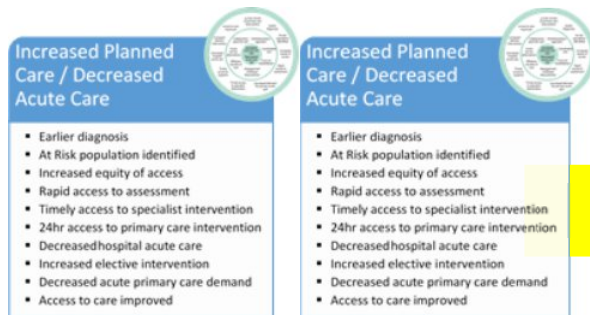 Increased Planned
Care / Decreased
Acute Care
▪ Earlier diagnosis
▪ At Risk population identified
▪ Increased equity of access
▪ Rapid access to assessment
▪ Timely access to specialist intervention
▪ 24hr access to primary care intervention
▪ Decreased hospital acute care
▪ Increased elective intervention
▪ Decreased acute primary care demand
▪ Access to care improved
Increased Planned
Care / Decreased
Acute Care
▪ Earlier diagnosis
▪ At Risk population identified
▪ Increased equity of access
▪ Rapid access to assessment
▪ Timely access to specialist intervention
▪ 24hr access to primary care intervention
▪ Decreased hospital acute care
▪ Increased elective intervention
▪ Decreased acute primary care demand
▪ Access to care improved